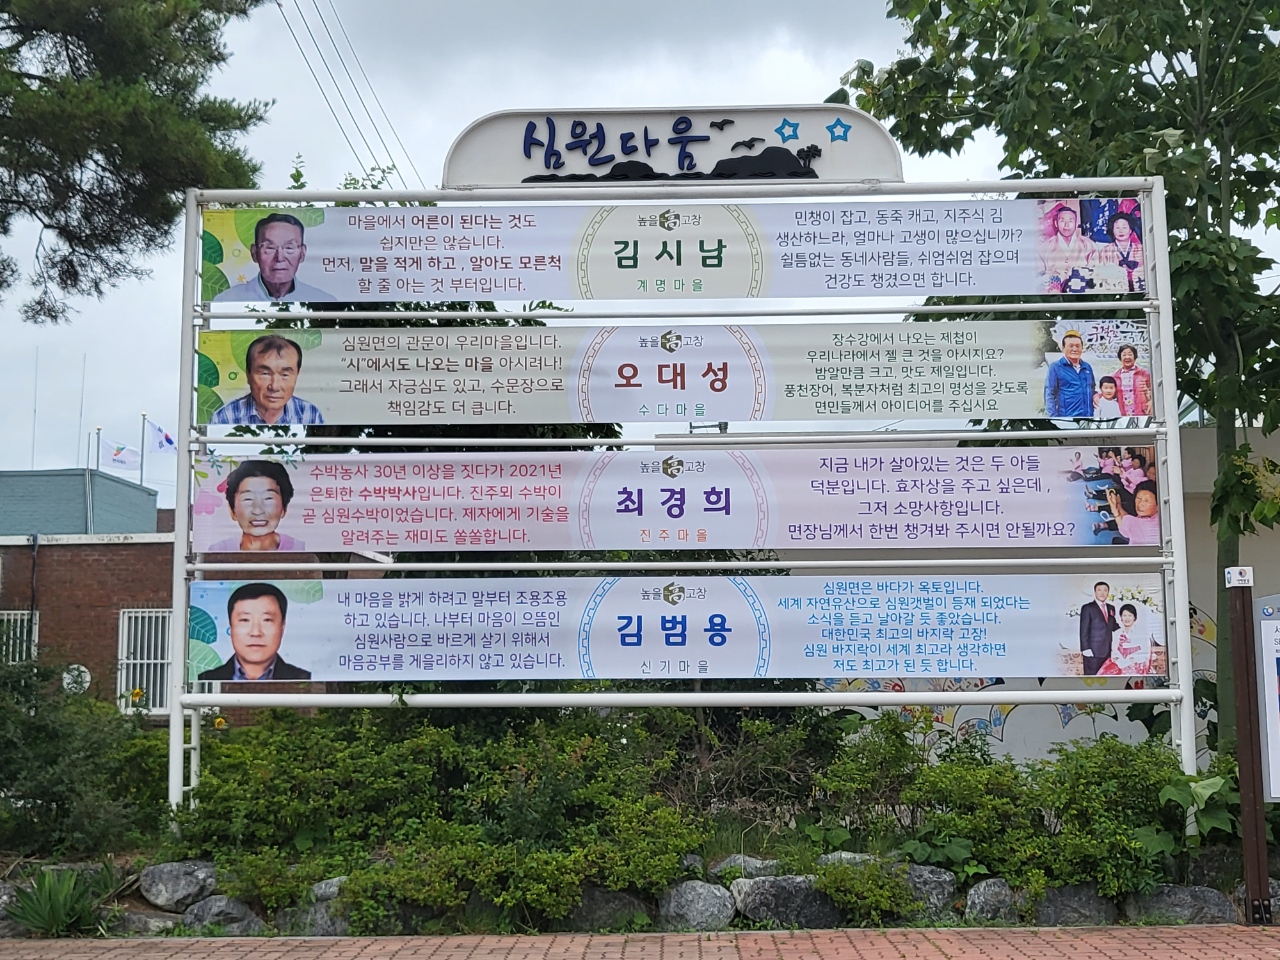 심원다움
마을에서 어른이 된다는 것도
쉽지만은 않습니다.
먼저, 말을 적게 하고 , 알아도 모른척
할 줄 아는 것 부터입니다.
높을高고창
김시남
계명마을
민챙이 잡고, 동죽 캐고, 지주식 김
생산하느라, 얼마나 고생이 많으십니까?
쉴틈없는 동네사람들, 쉬엄쉬엄 잡으며
건강도 챙겼으면 합니다.
심원면의 관문이 우리마을입니다.
“시”에서도 나오는 마을 아시려나!
그래서 자긍심도 있고, 수문장으로
책임감도 더 큽니다.
높을高고창
오대성
수다마을
장수강에서 나오는 제첩이
우리나라에서 젤 큰 것을 아시지요?
밤알만큼 크고, 맛도 제일입니다.
풍천장어, 복분자처럼 최고의 명성을 갖도록
면민들께서 아이디어를 주십시요
수박농사 30년 이상을 짓다가 2021년
은퇴한 수박박사입니다. 진주뫼 수박이
곧 심원수박이었습니다. 제자에게 기술을
알려주는 재미도 쏠쏠합니다.
높을高고창
최경희
진주마을
지금 내가 살아있는 것은 두 아들
덕분입니다. 효자상을 주고 싶은데 ,
그저 소망사항입니다.
면장님께서 한번 챙겨봐 주시면 안될까요?
내 마음을 밝게 하려고 말부터 조용조용
하고 있습니다. 나부터 마음이 으뜸인
심원사람으로 바르게 살기 위해서
마음공부를 게을리하지 않고 있습니다.
높을高고창
김범용
신기마을
심원면은 바다가 옥토입니다.
세계 자연유산으로 심원갯벌이 등재 되었다는
소식을 듣고 날아갈 듯 좋았습니다.
대한민국 최고의 바지락 고장!
심원 바지락이 세계 최고라 생각하면
저도 최고가 된 듯 합니다.